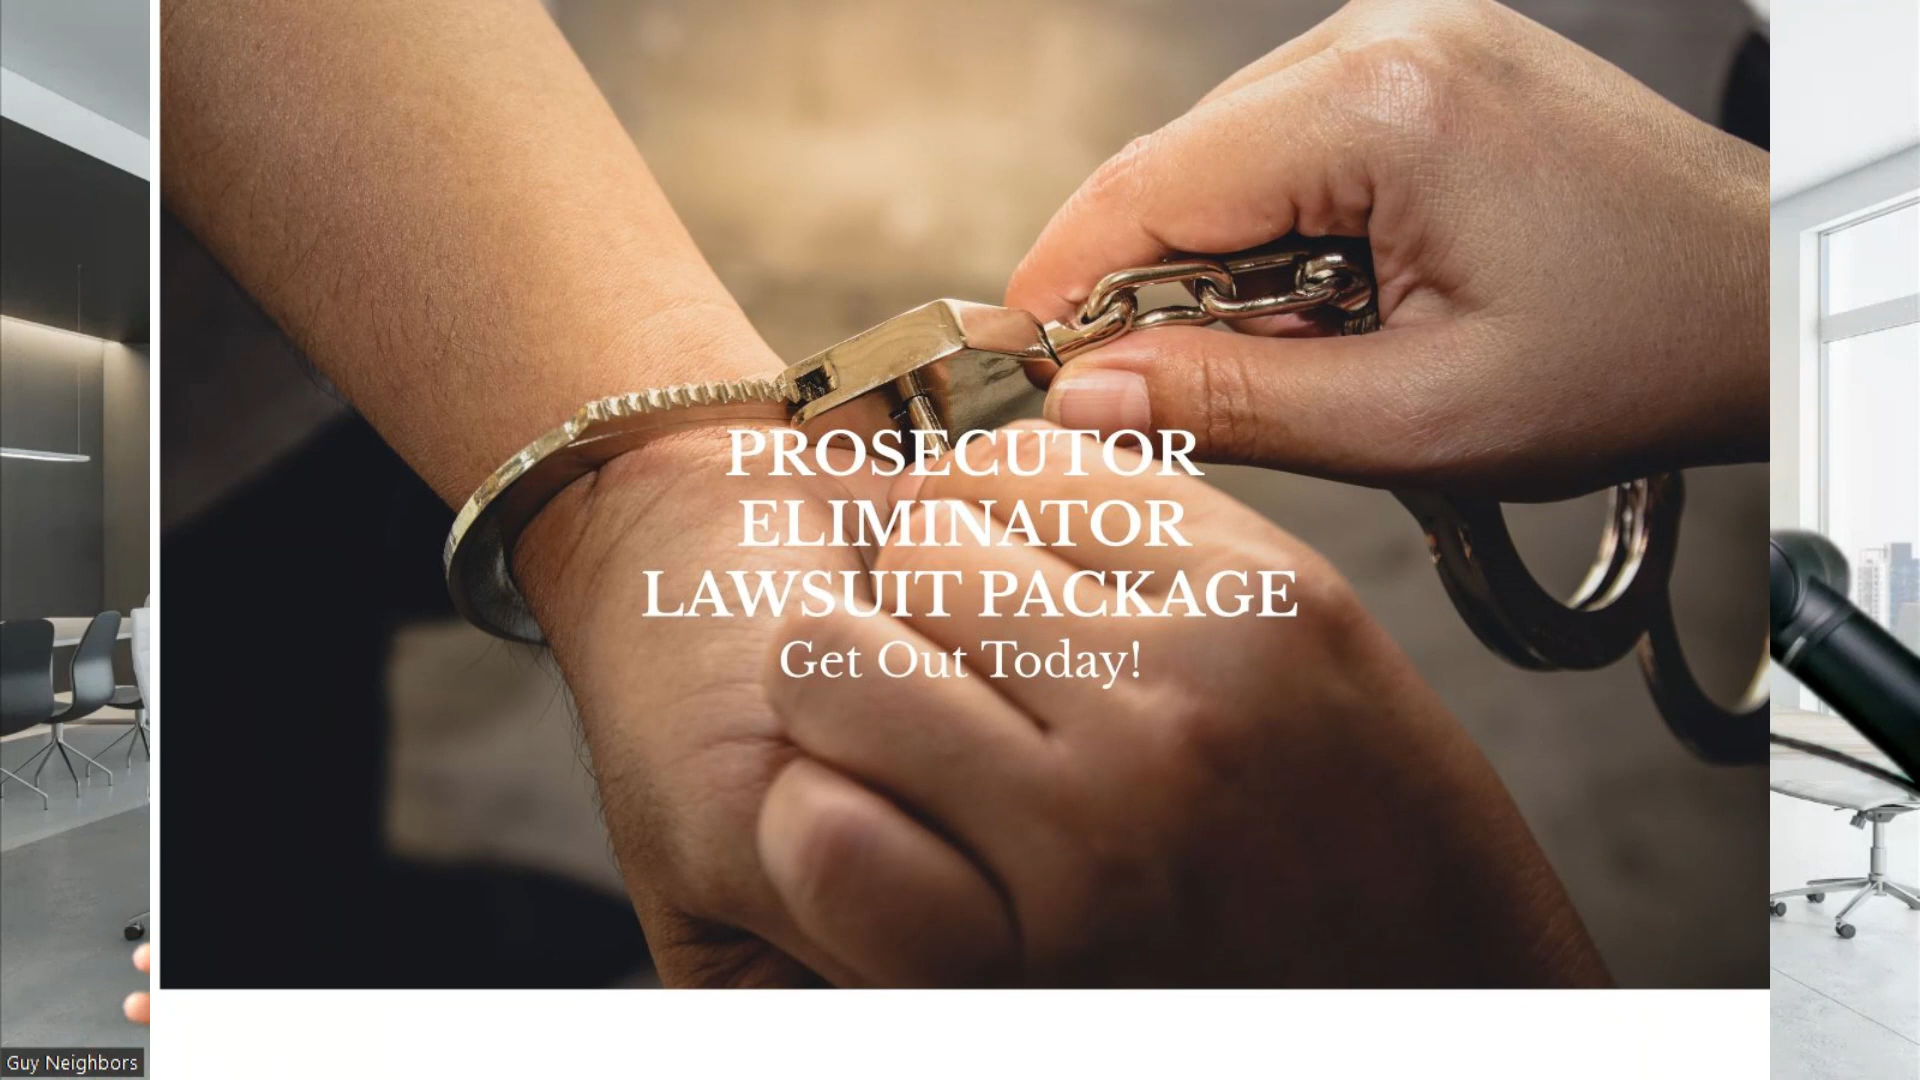 PROSECUTOR
ELIMINATOR
LAWSUIT PACKAGE
Get Out Today!
Guy Neighbors